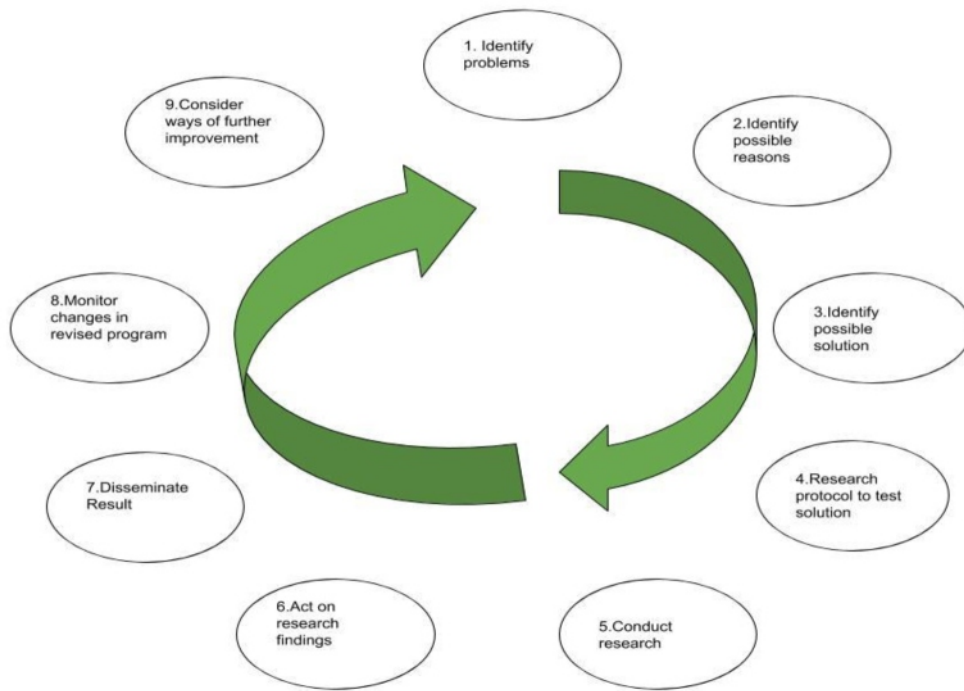 1. Identify
problems
2.Identify
possible
reasons
3.Identify
possible
solution
4.Research
protocol to test
solution
5.Conduct
research
6.Act on
research
findings
7.Disseminate
Result
8.Monitor
changes in
revised program
9.Consider
ways of further
improvement